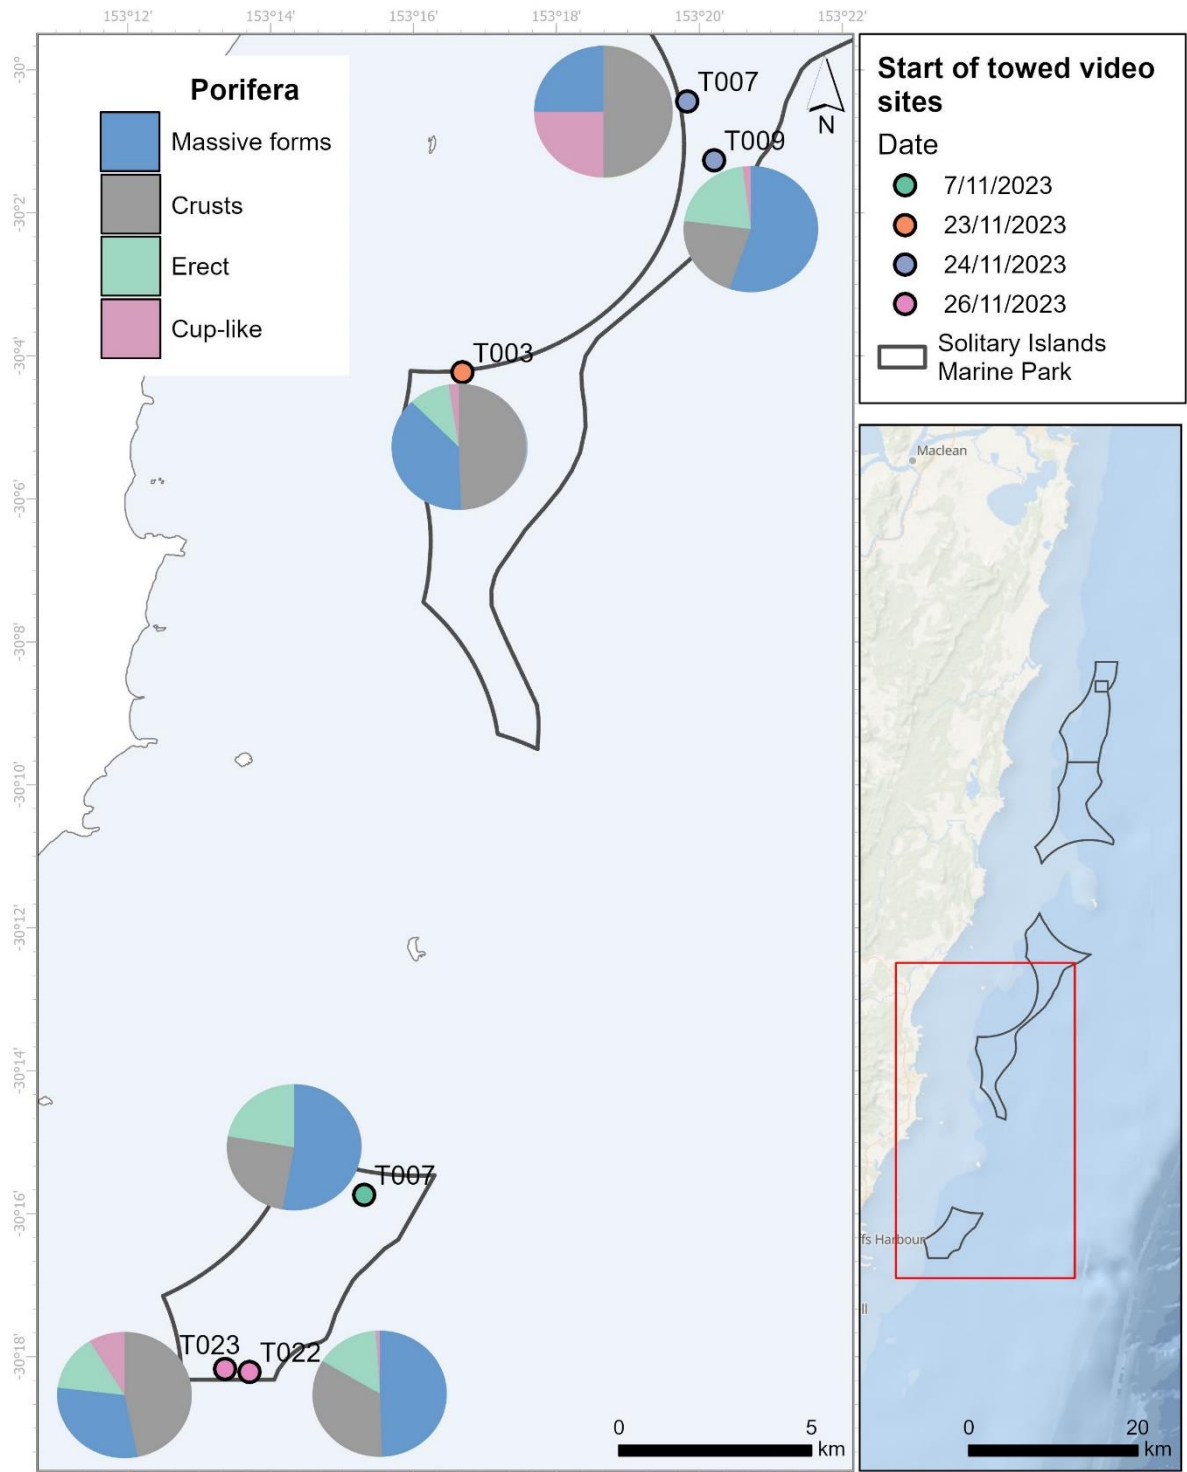 153°12'
153°14'
153°16'
153°18'
153°20'
153°22'
-30°
-30°2'
-30°4'
-30°6'
-30°8'
-30°10'
-30°12'
-30°14'
-30°16'
-30°18'
Porifera
Massive forms
Crusts
Erect
Cup-like
T007
T009
N
T003
T007
T023
T022
0 5
km
Start of towed video
sites
Date
7/11/2023
23/11/2023
24/11/2023
26/11/2023
Solitary Islands
Marine Park
Maclean
fs Harbour
ll
0 20
km